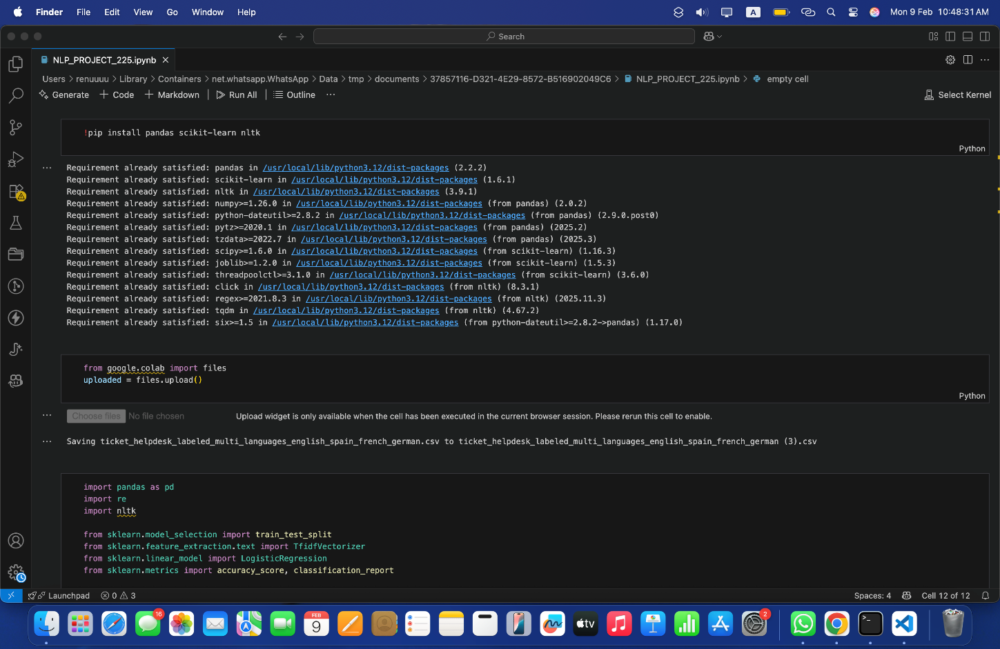 Finder File Edit View Go Window Help
A
Mon 9 Feb 10:48:31 AM
Search
NLP_PROJECT_225.ipynb
Users > renuuuu > Library > Containers > net.whatsapp.WhatsApp > Data > tmp > documents > 37857116-D321-4E29-8572-B516902049C6 > NLP_PROJECT_225.ipynb > empty cell
Generate + Code + Markdown | Run All | Outline ...
Select Kernel
!pip install pandas scikit-learn nltk
Python
... Requirement already satisfied: pandas in /usr/local/lib/python3.12/dist-packages (2.2.2)
Requirement already satisfied: scikit-learn in /usr/local/lib/python3.12/dist-packages (1.6.1)
Requirement already satisfied: nltk in /usr/local/lib/python3.12/dist-packages (3.9.1)
Requirement already satisfied: numpy>=1.26.0 in /usr/local/lib/python3.12/dist-packages (from pandas) (2.0.2)
Requirement already satisfied: python-dateutil>=2.8.2 in /usr/local/lib/python3.12/dist-packages (from pandas) (2.9.0.post0)
Requirement already satisfied: pytz>=2020.1 in /usr/local/lib/python3.12/dist-packages (from pandas) (2025.2)
Requirement already satisfied: tzdata>=2022.7 in /usr/local/lib/python3.12/dist-packages (from pandas) (2025.3)
Requirement already satisfied: scipy>=1.6.0 in /usr/local/lib/python3.12/dist-packages (from scikit-learn) (1.16.3)
Requirement already satisfied: joblib>=1.2.0 in /usr/local/lib/python3.12/dist-packages (from scikit-learn) (1.5.3)
Requirement already satisfied: threadpoolctl>=3.1.0 in /usr/local/lib/python3.12/dist-packages (from scikit-learn) (3.6.0)
Requirement already satisfied: click in /usr/local/lib/python3.12/dist-packages (from nltk) (8.3.1)
Requirement already satisfied: regex>=2021.8.3 in /usr/local/lib/python3.12/dist-packages (from nltk) (2025.11.3)
Requirement already satisfied: tqdm in /usr/local/lib/python3.12/dist-packages (from nltk) (4.67.2)
Requirement already satisfied: six>=1.5 in /usr/local/lib/python3.12/dist-packages (from python-dateutil>=2.8.2->pandas) (1.17.0)
from google.colab import files
uploaded = files.upload()
Python
... Choose files No file chosen Upload widget is only available when the cell has been executed in the current browser session. Please rerun this cell to enable.
... Saving ticket_helpdesk_labeled_multi_languages_english_spain_french_german.csv to ticket_helpdesk_labeled_multi_languages_english_spain_french_german (3).csv
import pandas as pd
import re
import nltk
from sklearn.model_selection import train_test_split
from sklearn.feature_extraction.text import TfidfVectorizer
from sklearn.linear_model import LogisticRegression
from sklearn.metrics import accuracy_score, classification_report
Launchpad 0 3
Spaces: 4 Cell 12 of 12
16
FEB
9
tv
2
>_